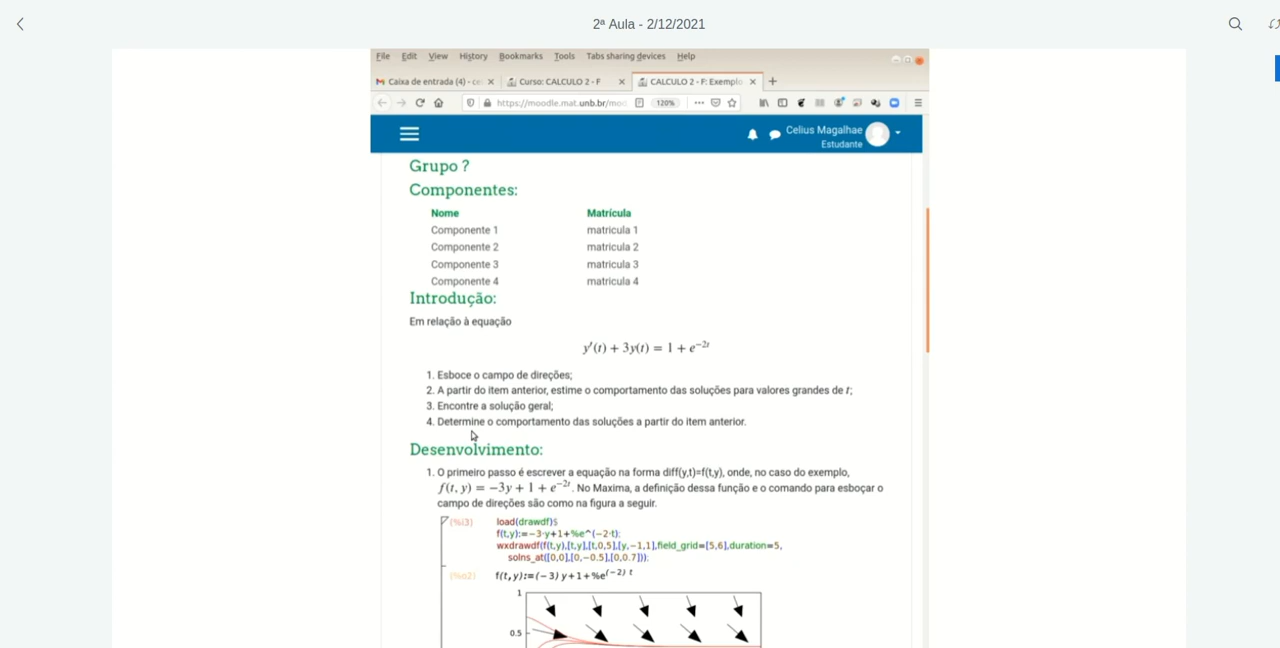 2ª Aula - 2/12/2021
File Edit View History Bookmarks Tools Tabs sharing devices Help
Caixa de entrada (4) - ce
Curso: CALCULO 2 - F
CALCULO 2 - F: Exemplo
https://moodle.mat.unb.br/mod
120%
Celius Magalhae
Estudante
Grupo ?
Componentes:
Nome Matrícula
Componente 1 matricula 1
Componente 2 matricula 2
Componente 3 matricula 3
Componente 4 matricula 4
Introdução:
Em relação à equação
y′(t) + 3y(t) = 1 + e^{−2t}
1. Esboce o campo de direções;
2. A partir do item anterior, estime o comportamento das soluções para valores grandes de t;
3. Encontre a solução geral;
4. Determine o comportamento das soluções a partir do item anterior.
Desenvolvimento:
1. O primeiro passo é escrever a equação na forma diff(y,t)=f(t,y), onde, no caso do exemplo,
f(t, y) = −3y + 1 + e^{−2t}. No Maxima, a definição dessa função e o comando para esboçar o
campo de direções são como na figura a seguir.
(%i3) load(drawdf)$
f(t,y):=−3·y+1+%e^(−2·t);
wxdrawdf(f(t,y),[t,y],[t,0,5],[y,−1,1],field_grid=[5,6],duration=5,
solns_at([0,0],[0,−0.5],[0,0.7]));
(%o2) f(t,y):=(−3) y+1+%e^{(−2) t}
1
0.5